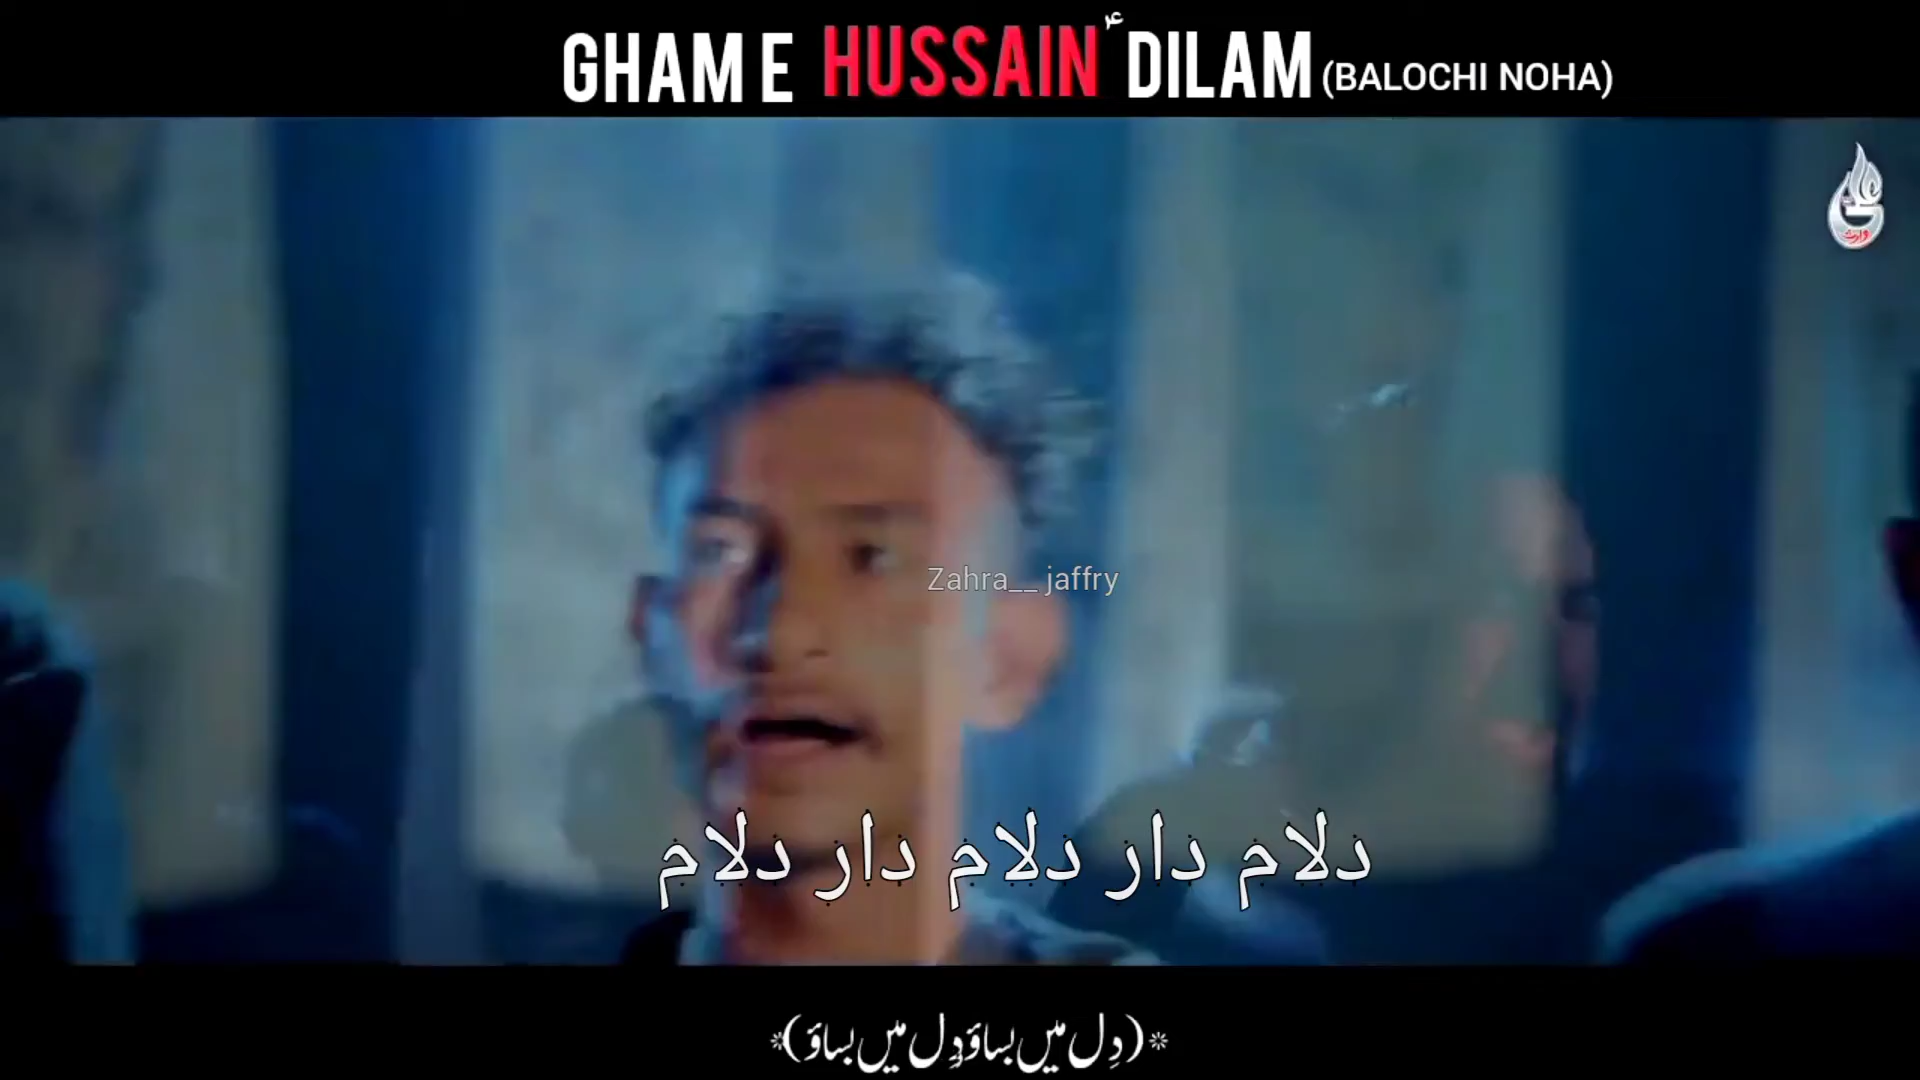 GHAM E HUSSAIN ؑ DILAM (BALOCHI NOHA)
Zahra__ jaffry
دلام دار دلام دار دلام
*(دِل میں بساؤ دِل میں بساؤ)*